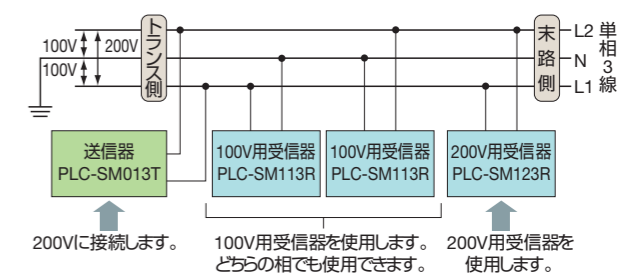 100V
200V
100V
トランス側
末路側
L2
N
L1
単相3線
送信器
PLC-SM013T
100V用受信器
PLC-SM113R
100V用受信器
PLC-SM113R
200V用受信器
PLC-SM123R
200Vに接続します。
100V用受信器を使用します。
どちらの相でも使用できます。
200V用受信器を
使用します。